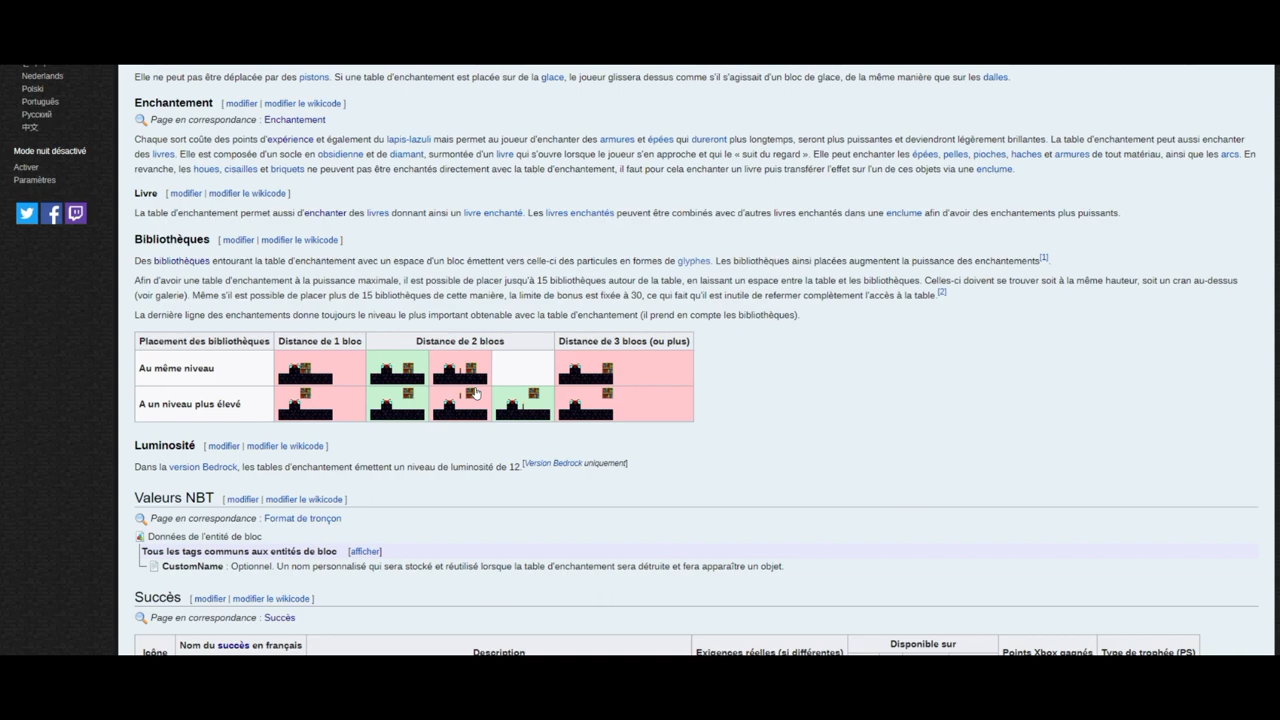 Nederlands
Polski
Português
Русский
中文
Mode nuit désactivé
Activer
Paramètres
Elle ne peut pas être déplacée par des pistons. Si une table d'enchantement est placée sur de la glace, le joueur glissera dessus comme s'il s'agissait d'un bloc de glace, de la même manière que sur les dalles.
Enchantement [ modifier | modifier le wikicode ]
Page en correspondance : Enchantement
Chaque sort coûte des points d'expérience et également du lapis-lazuli mais permet au joueur d'enchanter des armures et épées qui dureront plus longtemps, seront plus puissantes et deviendront légèrement brillantes. La table d'enchantement peut aussi enchanter
des livres. Elle est composée d'un socle en obsidienne et de diamant, surmontée d'un livre qui s'ouvre lorsque le joueur s'en approche et qui le « suit du regard ». Elle peut enchanter les épées, pelles, pioches, haches et armures de tout matériau, ainsi que les arcs. En
revanche, les houes, cisailles et briquets ne peuvent pas être enchantés directement avec la table d'enchantement, il faut pour cela enchanter un livre puis transférer l'effet sur l'un de ces objets via une enclume.
Livre [ modifier | modifier le wikicode ]
La table d'enchantement permet aussi d'enchanter des livres donnant ainsi un livre enchanté. Les livres enchantés peuvent être combinés avec d'autres livres enchantés dans une enclume afin d'avoir des enchantements plus puissants.
Bibliothèques [ modifier | modifier le wikicode ]
Des bibliothèques entourant la table d'enchantement avec un espace d'un bloc émettent vers celle-ci des particules en formes de glyphes. Les bibliothèques ainsi placées augmentent la puissance des enchantements[1].
Afin d'avoir une table d'enchantement à la puissance maximale, il est possible de placer jusqu'à 15 bibliothèques autour de la table, en laissant un espace entre la table et les bibliothèques. Celles-ci doivent se trouver soit à la même hauteur, soit un cran au-dessus
(voir galerie). Même s'il est possible de placer plus de 15 bibliothèques de cette manière, la limite de bonus est fixée à 30, ce qui fait qu'il est inutile de refermer complètement l'accès à la table.[2]
La dernière ligne des enchantements donne toujours le niveau le plus important obtenable avec la table d'enchantement (il prend en compte les bibliothèques).
Placement des bibliothèques Distance de 1 bloc Distance de 2 blocs Distance de 3 blocs (ou plus)
Au même niveau
A un niveau plus élevé
Luminosité [ modifier | modifier le wikicode ]
Dans la version Bedrock, les tables d'enchantement émettent un niveau de luminosité de 12.[Version Bedrock uniquement]
Valeurs NBT [ modifier | modifier le wikicode ]
Page en correspondance : Format de tronçon
Données de l'entité de bloc
Tous les tags communs aux entités de bloc [afficher]
CustomName : Optionnel. Un nom personnalisé qui sera stocké et réutilisé lorsque la table d'enchantement sera détruite et fera apparaître un objet.
Succès [ modifier | modifier le wikicode ]
Page en correspondance : Succès
Icône Nom du succès en français Description Exigences réelles (si différentes) Disponible sur Points Xbox gagnés Type de trophée (PS)